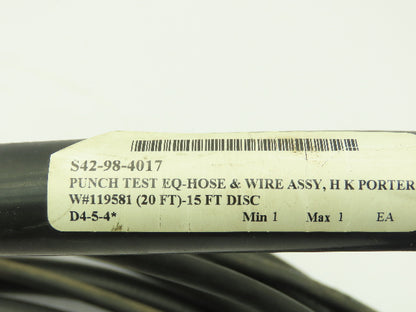 S42-98-4017
PUNCH TEST EQ-HOSE & WIRE ASSY, H K PORTER
W#119581 (20 FT)-15 FT DISC
D4-5-4* Min 1 Max 1 EA